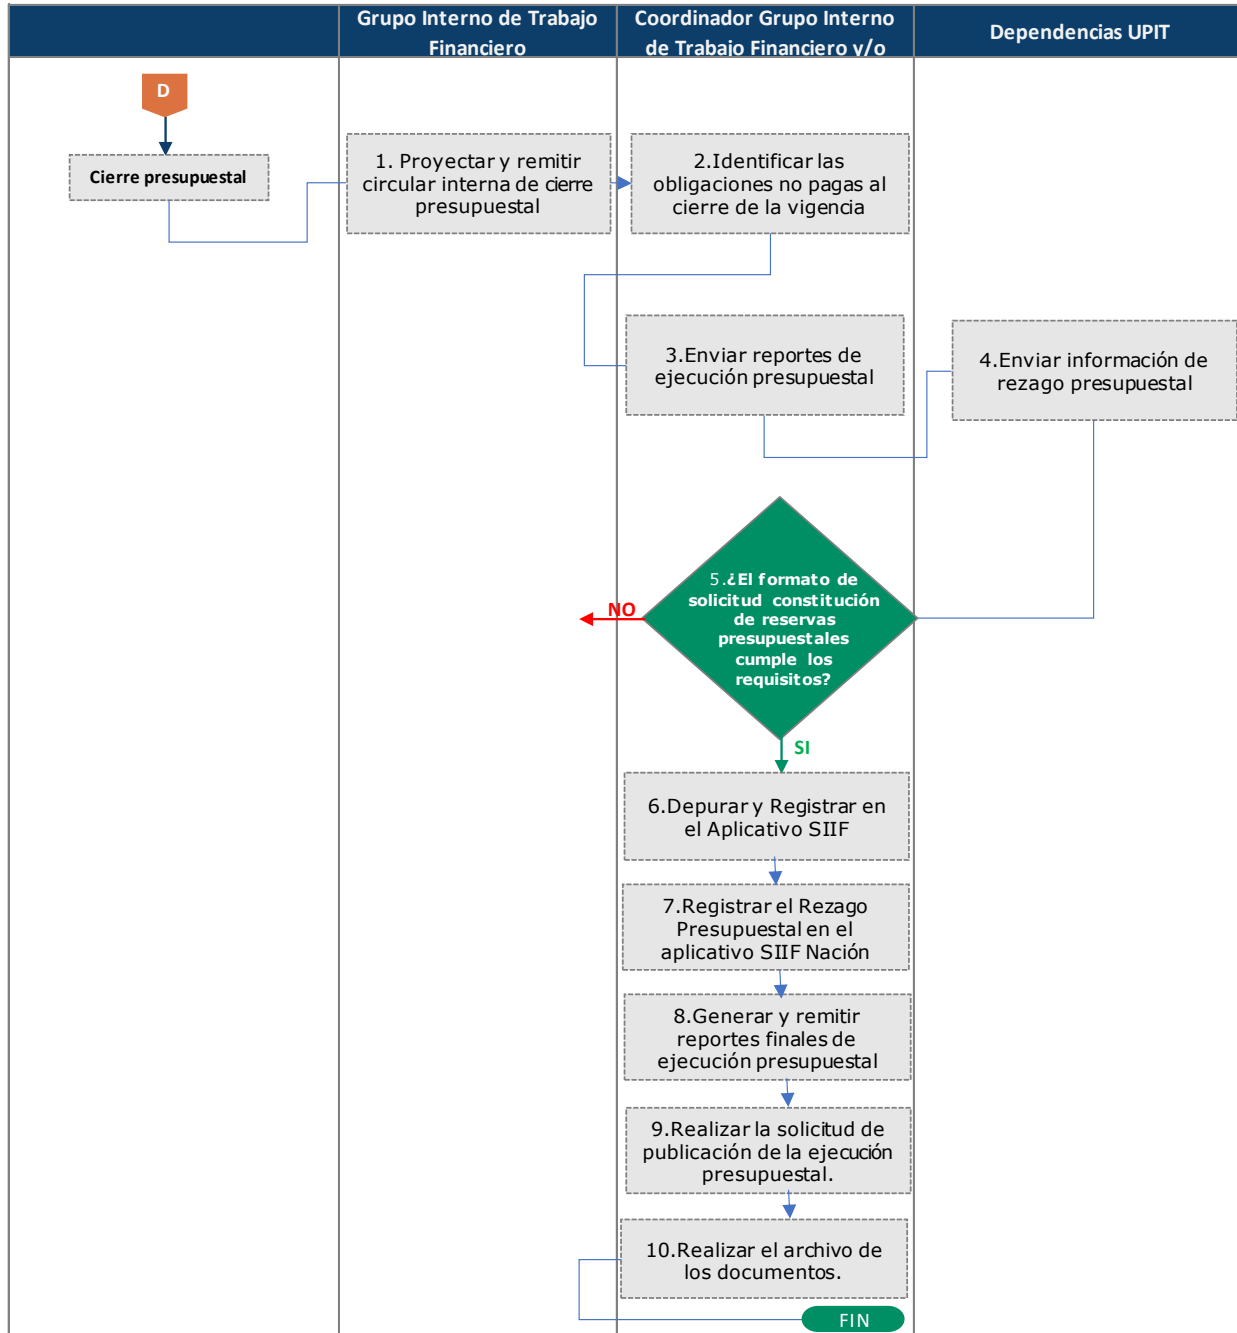 Grupo Interno de Trabajo
Financiero
Coordinador Grupo Interno
de Trabajo Financiero y/o
Dependencias UPIT
D
Cierre presupuestal
1. Proyectar y remitir
circular interna de cierre
presupuestal
2.Identificar las
obligaciones no pagas al
cierre de la vigencia
3.Enviar reportes de
ejecución presupuestal
4.Enviar información de
rezago presupuestal
5.¿El formato de
solicitud constitución
de reservas
presupuestales
cumple los
requisitos?
NO
SI
6.Depurar y Registrar en
el Aplicativo SIIF
7.Registrar el Rezago
Presupuestal en el
aplicativo SIIF Nación
8.Generar y remitir
reportes finales de
ejecución presupuestal
9.Realizar la solicitud de
publicación de la ejecución
presupuestal.
10.Realizar el archivo de
los documentos.
FIN